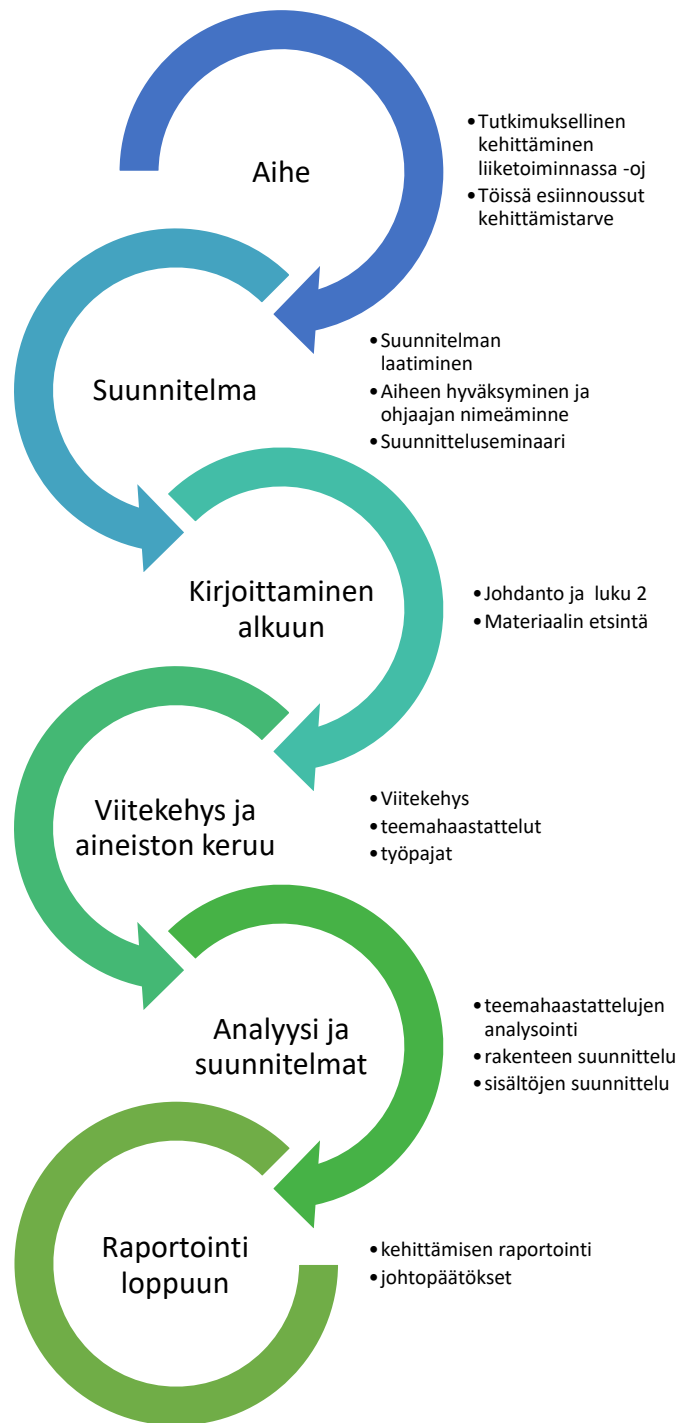 Aihe
•Tutkimuksellinen
kehittäminen
liiketoiminnassa -oj
•Töissä esiinnoussut
kehittämistarve
Suunnitelma
•Suunnitelman
laatiminen
•Aiheen hyväksyminen ja
ohjaajan nimeäminne
•Suunnitteluseminaari
Kirjoittaminen
alkuun
•Johdanto ja luku 2
•Materiaalin etsintä
Viitekehys ja
aineiston keruu
•Viitekehys
•teemahaastattelut
•työpajat
Analyysi ja
suunnitelmat
•teemahaastattelujen
analysointi
•rakenteen suunnittelu
•sisältöjen suunnittelu
Raportointi
loppuun
•kehittämisen raportointi
•johtopäätökset